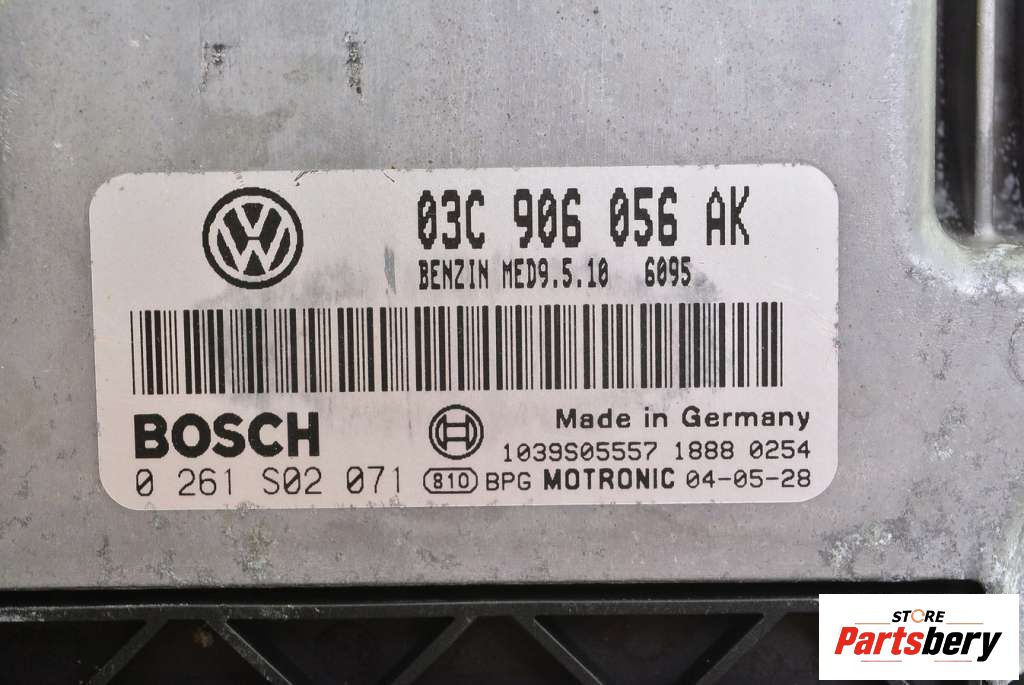 03C 906 056 AK
BENZIN MED9.5.10 6095
BOSCH
Made in Germany
1039S05557 1888 0254
0 261 S02 071
810 BPG MOTRONIC 04-05-28
STORE
Partsbery